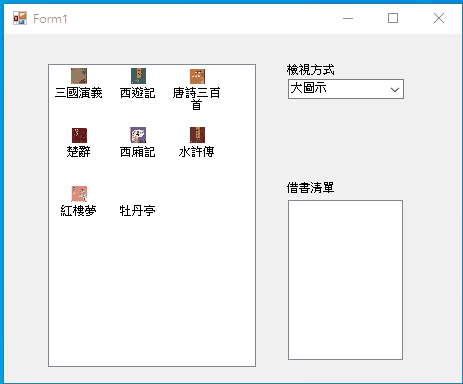 Form1
檢視方式
大圖示
三國演義
西遊記
唐詩三百
首
楚辭
西廂記
水許傳
紅樓夢
牡丹亭
借書清單